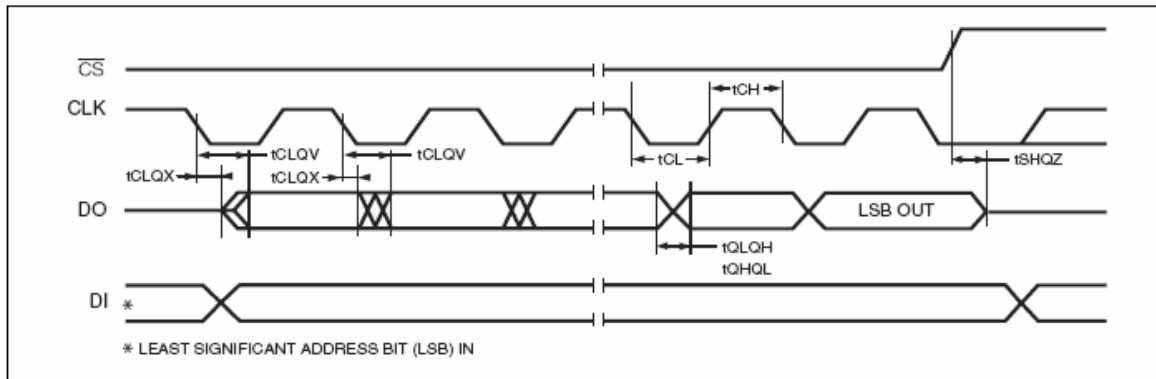 CS
CLK
tCH
tCLQV
tCLQV
tCL
tSHQZ
tCLQX
tCLQX
DO
LSB OUT
tQLQH
tQHQL
DI *
* LEAST SIGNIFICANT ADDRESS BIT (LSB) IN